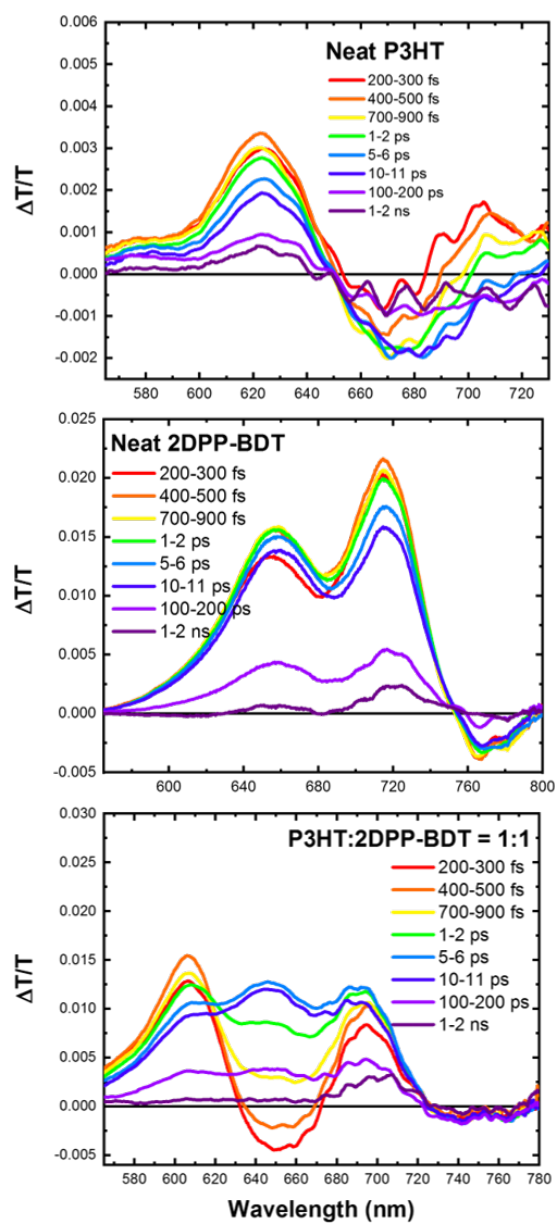 0.006
0.005
0.004
0.003
0.002
0.001
0.000
-0.001
-0.002
ΔT/T
Neat P3HT
200-300 fs
400-500 fs
700-900 fs
1-2 ps
5-6 ps
10-11 ps
100-200 ps
1-2 ns
580 600 620 640 660 680 700 720
0.025
0.020
0.015
0.010
0.005
0.000
-0.005
ΔT/T
Neat 2DPP-BDT
200-300 fs
400-500 fs
700-900 fs
1-2 ps
5-6 ps
10-11 ps
100-200 ps
1-2 ns
600 640 680 720 760 800
0.030
0.025
0.020
0.015
0.010
0.005
0.000
-0.005
ΔT/T
P3HT:2DPP-BDT = 1:1
200-300 fs
400-500 fs
700-900 fs
1-2 ps
5-6 ps
10-11 ps
100-200 ps
1-2 ns
580 600 620 640 660 680 700 720 740 760 780
Wavelength (nm)